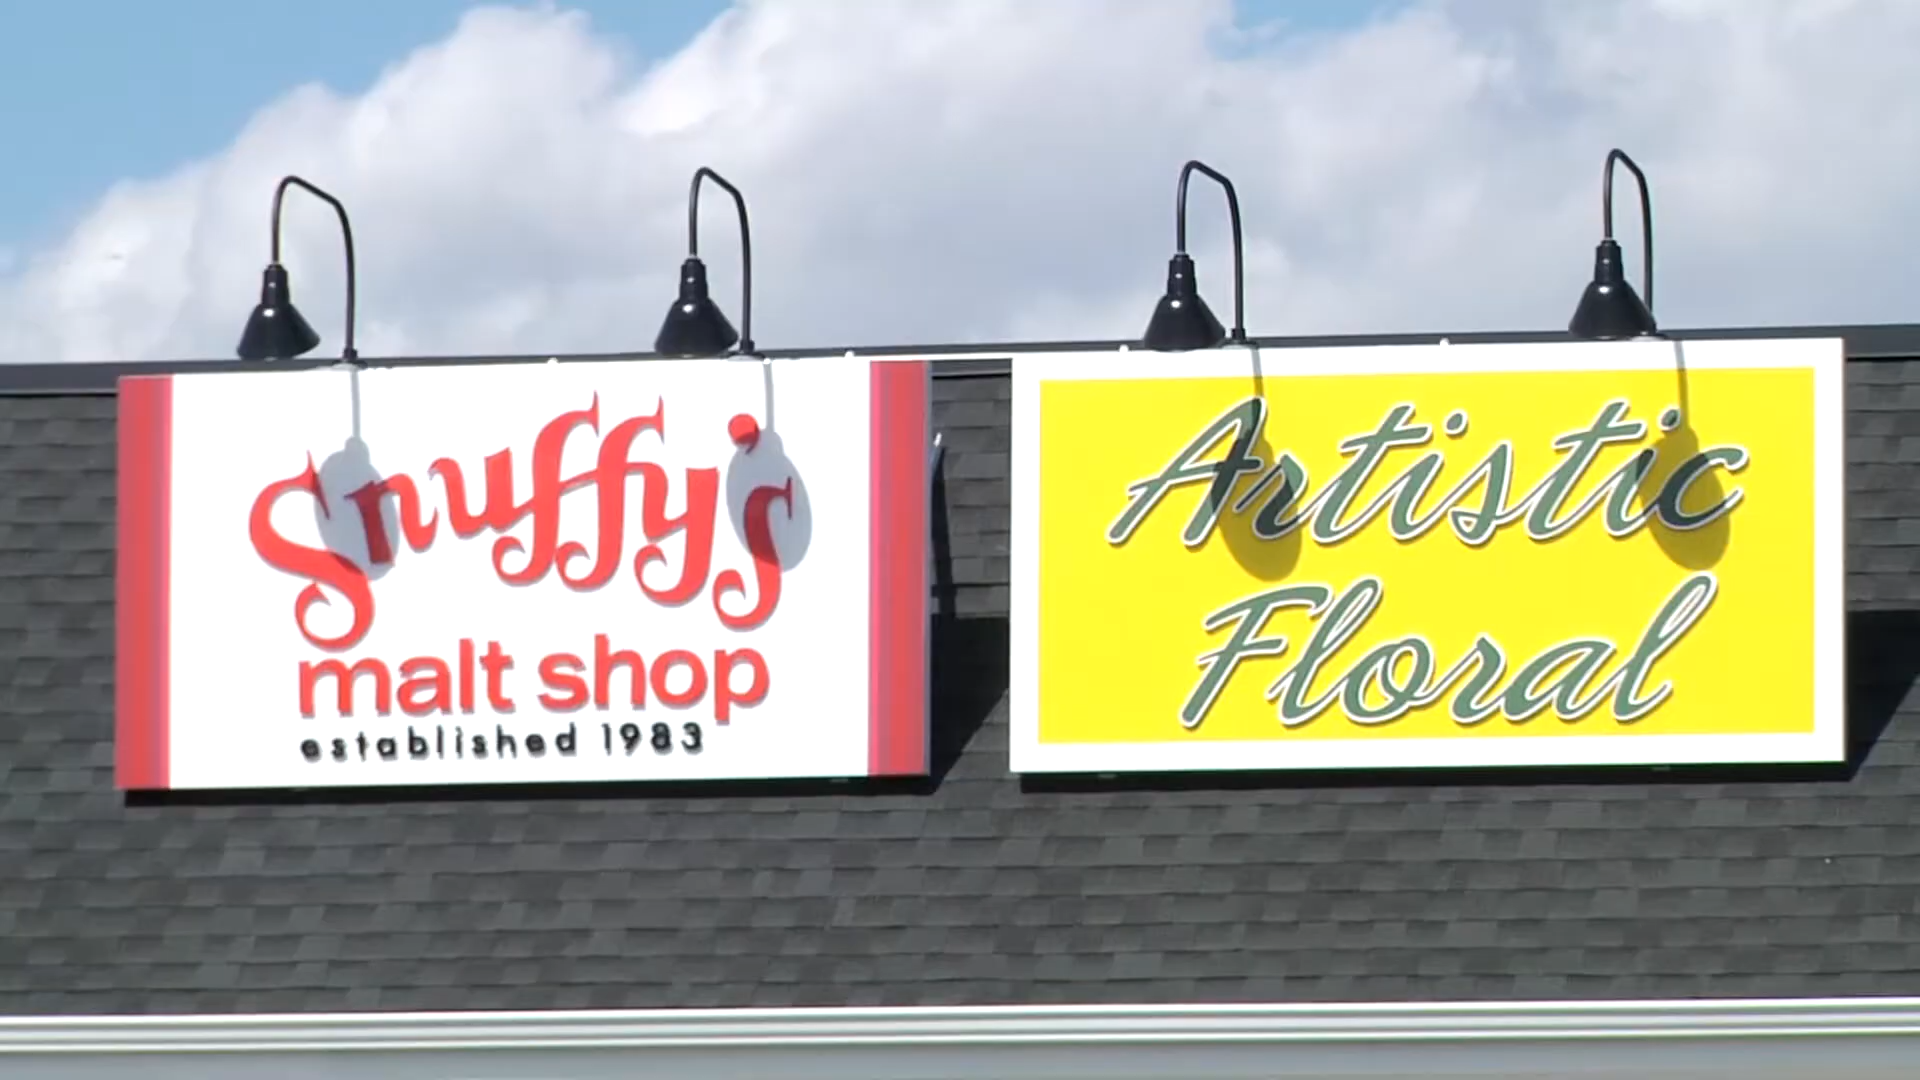 Snuffy's
malt shop
established 1983
Artistic
Floral